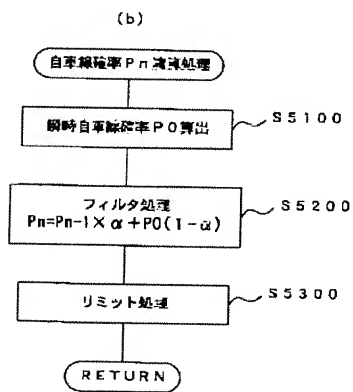 (b)
自車線確率Pn演算処理
瞬時自車線確率P0算出
S5100
フィルタ処理
Pn=Pn-1×α+P0(1-α)
S5200
リミット処理
S5300
RETURN